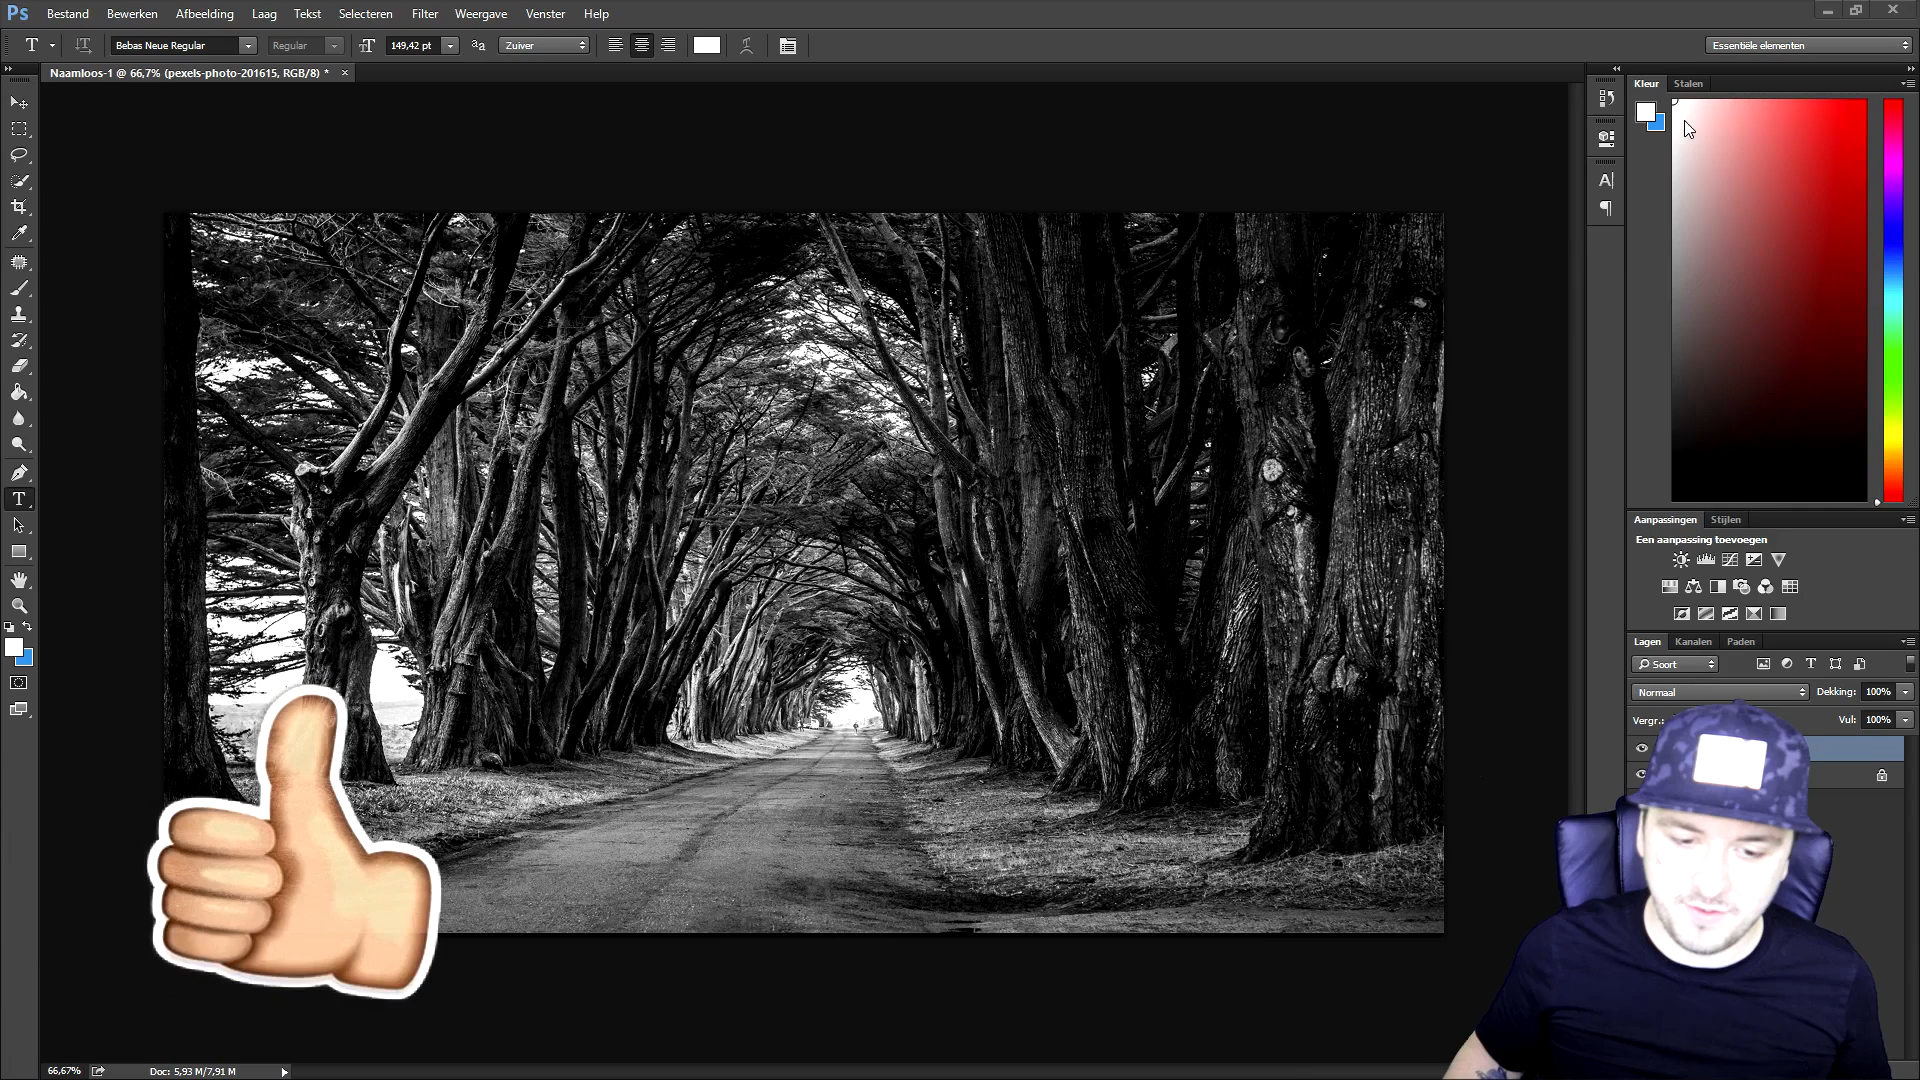 Ps Bestand Bewerken Afbeelding Laag Tekst Selecteren Filter Weergave Venster Help
T Bebas Neue Regular Regular 149,42 pt Zuiver Essentiële elementen
Naamloos-1 @ 66,7% (pexels-photo-201615, RGB/8) *
Kleur Stalen
Aanpassingen Stijlen
Een aanpassing toevoegen
Lagen Kanalen Paden
Soort
Normaal Dekking: 100%
Vergr.: Vul: 100%
66,67% Doc: 5,93 M/7,91 M